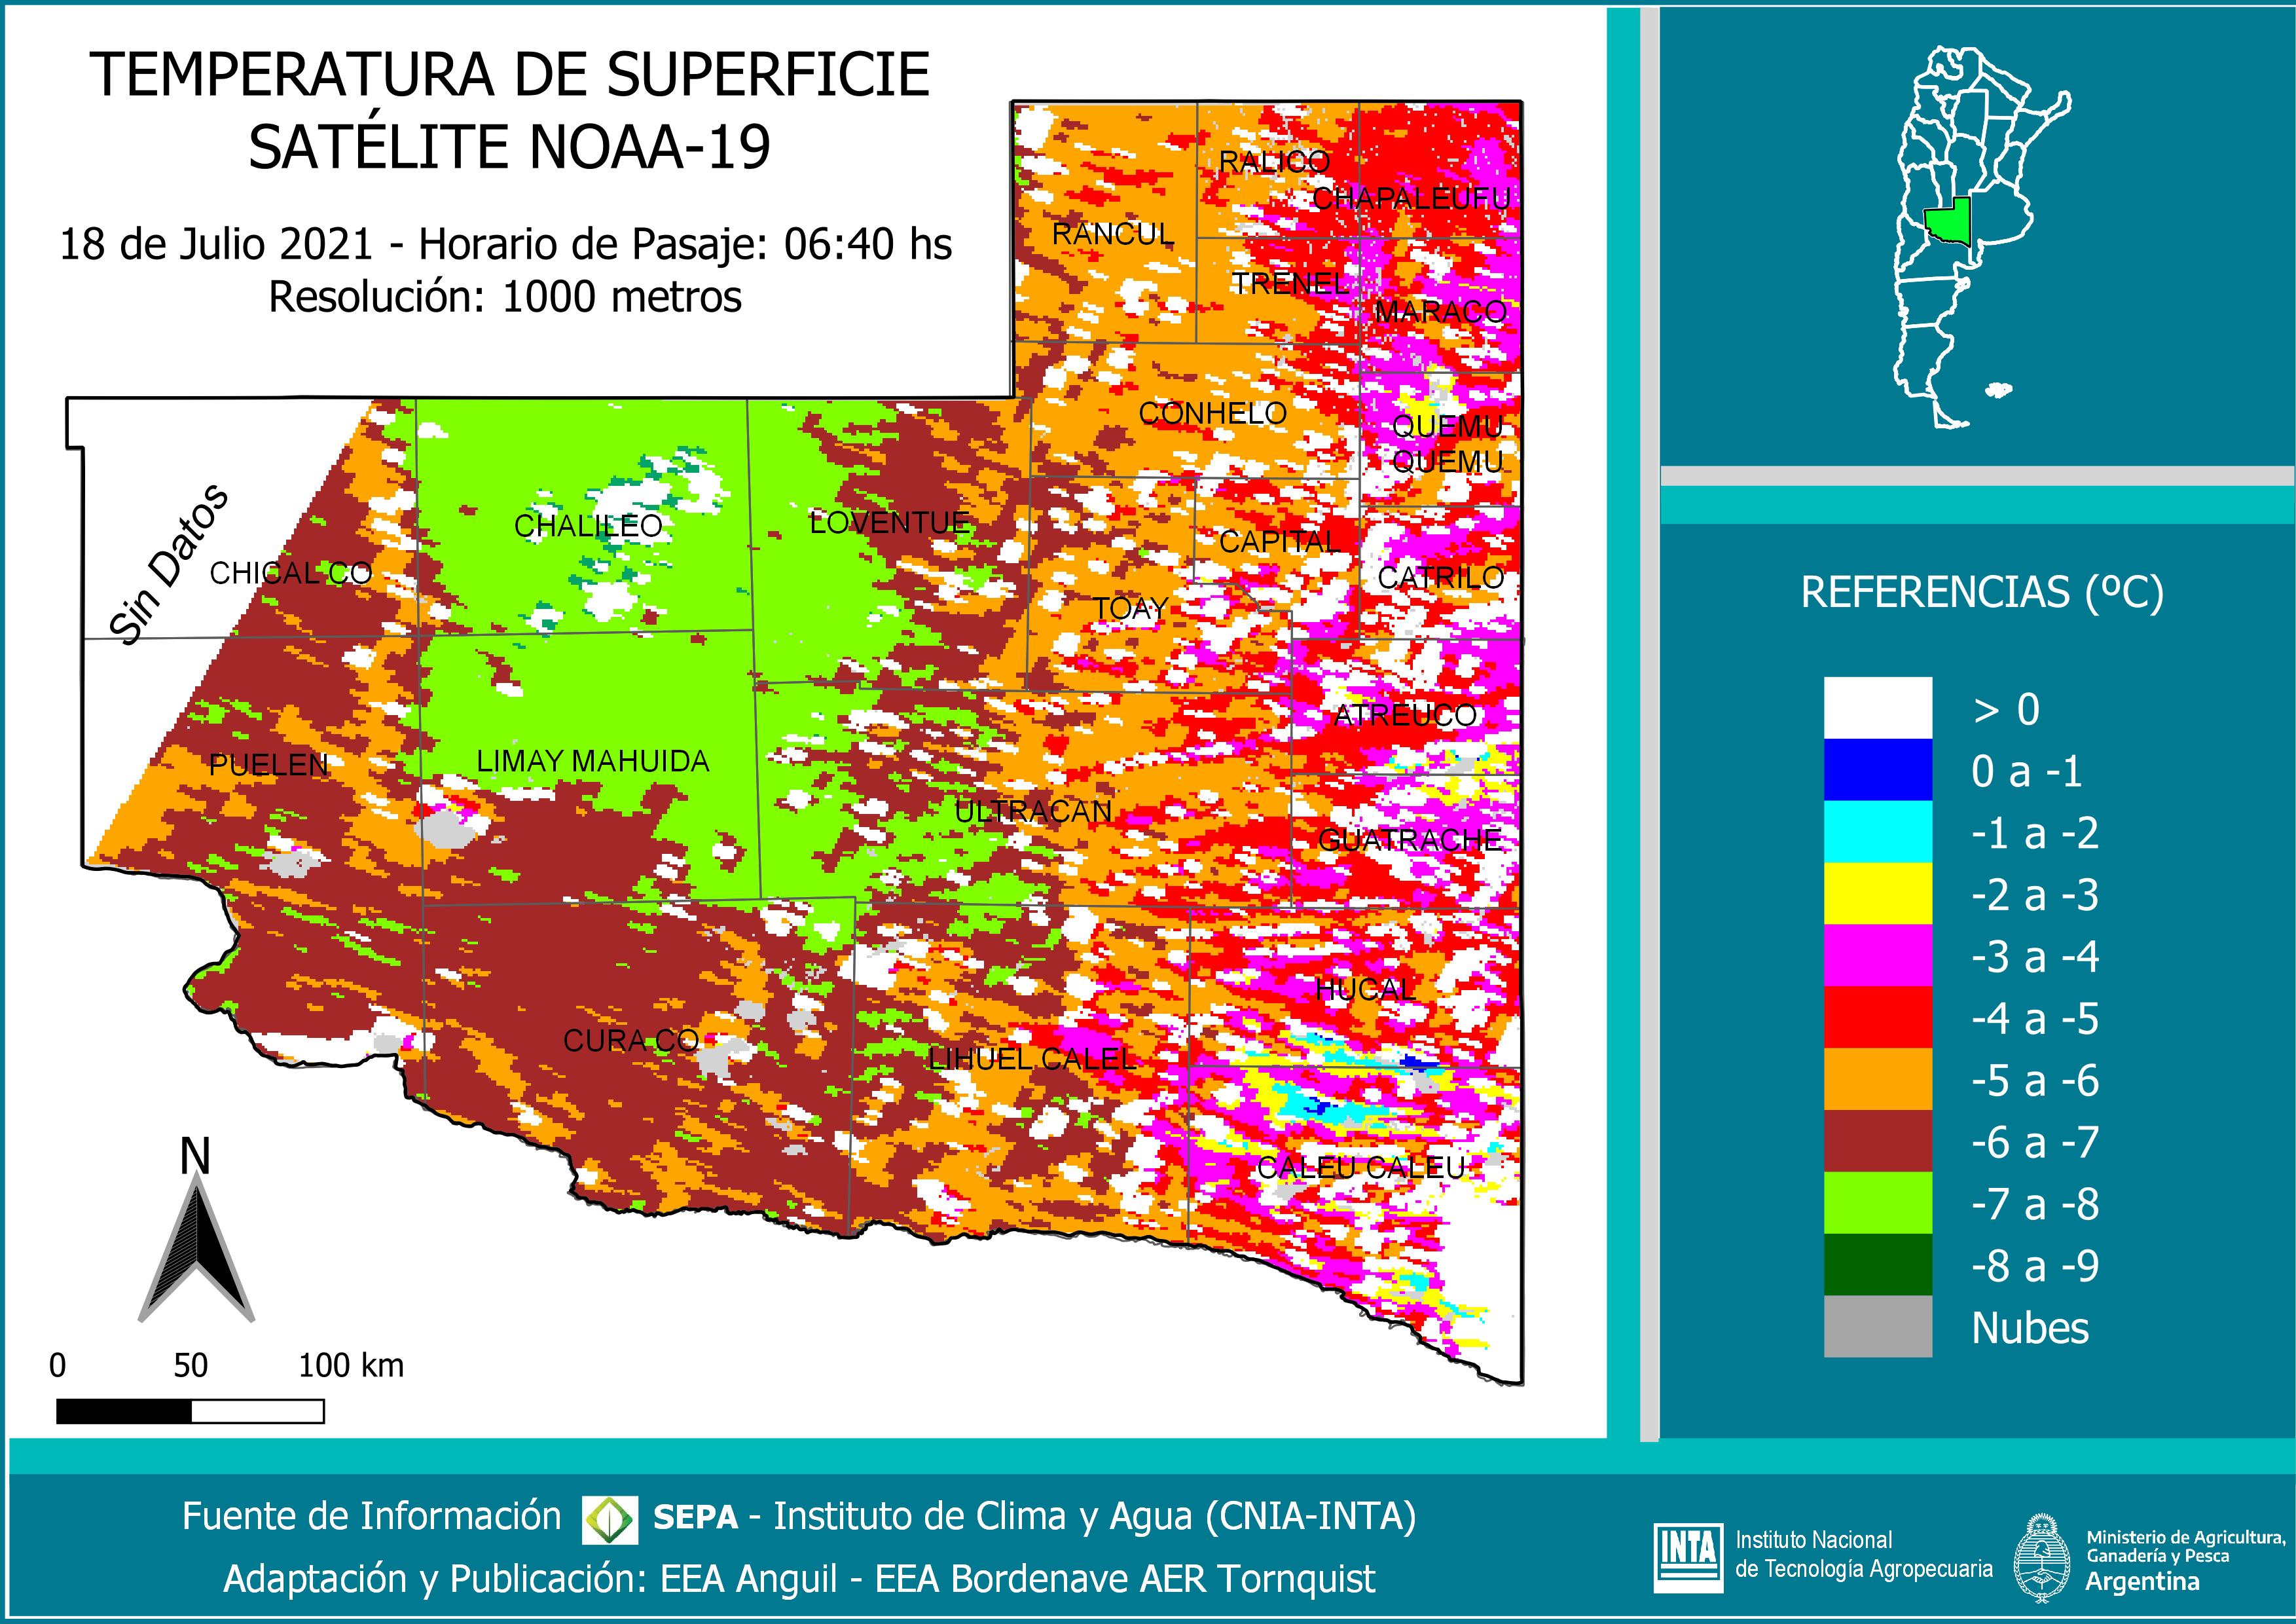 TEMPERATURA DE SUPERFICIE
SATÉLITE NOAA-19
18 de Julio 2021 - Horario de Pasaje: 06:40 hs
Resolución: 1000 metros
RALICO
CHAPALEUFU
RANCUL
TRENEL
MARACO
CONHELO
QUEMU
QUEMU
Sin Datos
CHALILEO
LOVENTUE
CAPITAL
CHICAL CO
CATRILO
TOAY
ATREUCO
PUELEN
LIMAY MAHUIDA
ULTRACAN
GUATRACHE
HUCAL
CURA CO
LIHUEL CALEL
CALEU CALEU
N
0 50 100 km
REFERENCIAS (ºC)
> 0
0 a -1
-1 a -2
-2 a -3
-3 a -4
-4 a -5
-5 a -6
-6 a -7
-7 a -8
-8 a -9
Nubes
Fuente de Información SEPA - Instituto de Clima y Agua (CNIA-INTA)
Adaptación y Publicación: EEA Anguil - EEA Bordenave AER Tornquist
INTA
Instituto Nacional
de Tecnología Agropecuaria
Ministerio de Agricultura,
Ganadería y Pesca
Argentina